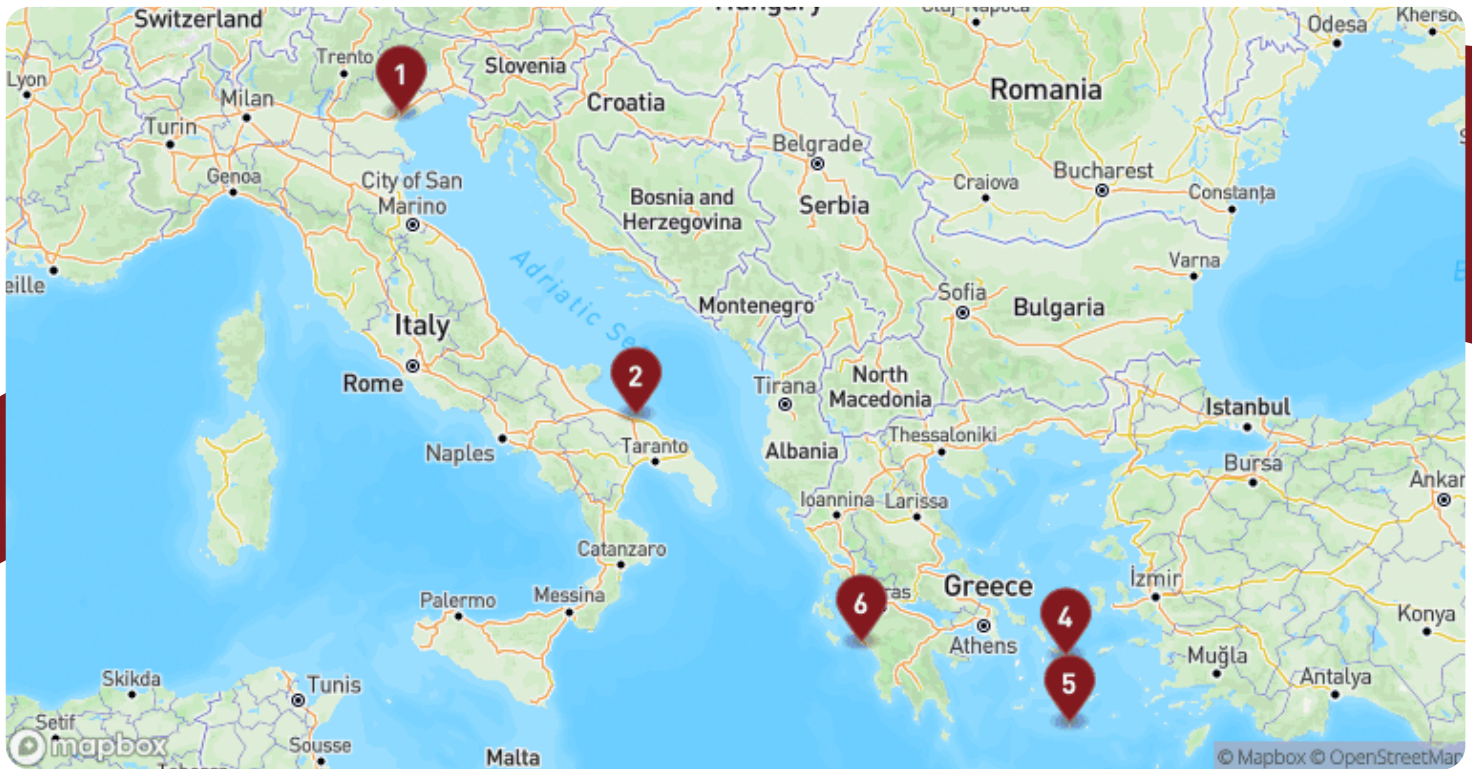 Switzerland
Hungary
Cluj-Napoca
Odesa
Trento
Slovenia
Lyon
1
Croatia
Romania
Milan
Turin
Belgrade
Genoa
City of San
Marino
Bosnia and
Herzegovina
Serbia
Craiova
Bucharest
Constanța
Adriatic Sea
Varna
eille
Montenegro
Sofia
Bulgaria
Italy
Rome
2
Tirana
North
Macedonia
Istanbul
Naples
Taranto
Albania
Thessaloniki
Bursa
Ankar
Ioannina
Larissa
Catanzaro
Greece
İzmir
Palermo
Messina
6
ras
4
Konya
Athens
Skikda
Tunis
5
Muğla
Antalya
Setif
mapbox
Sousse
Malta
© Mapbox © OpenStreetMap